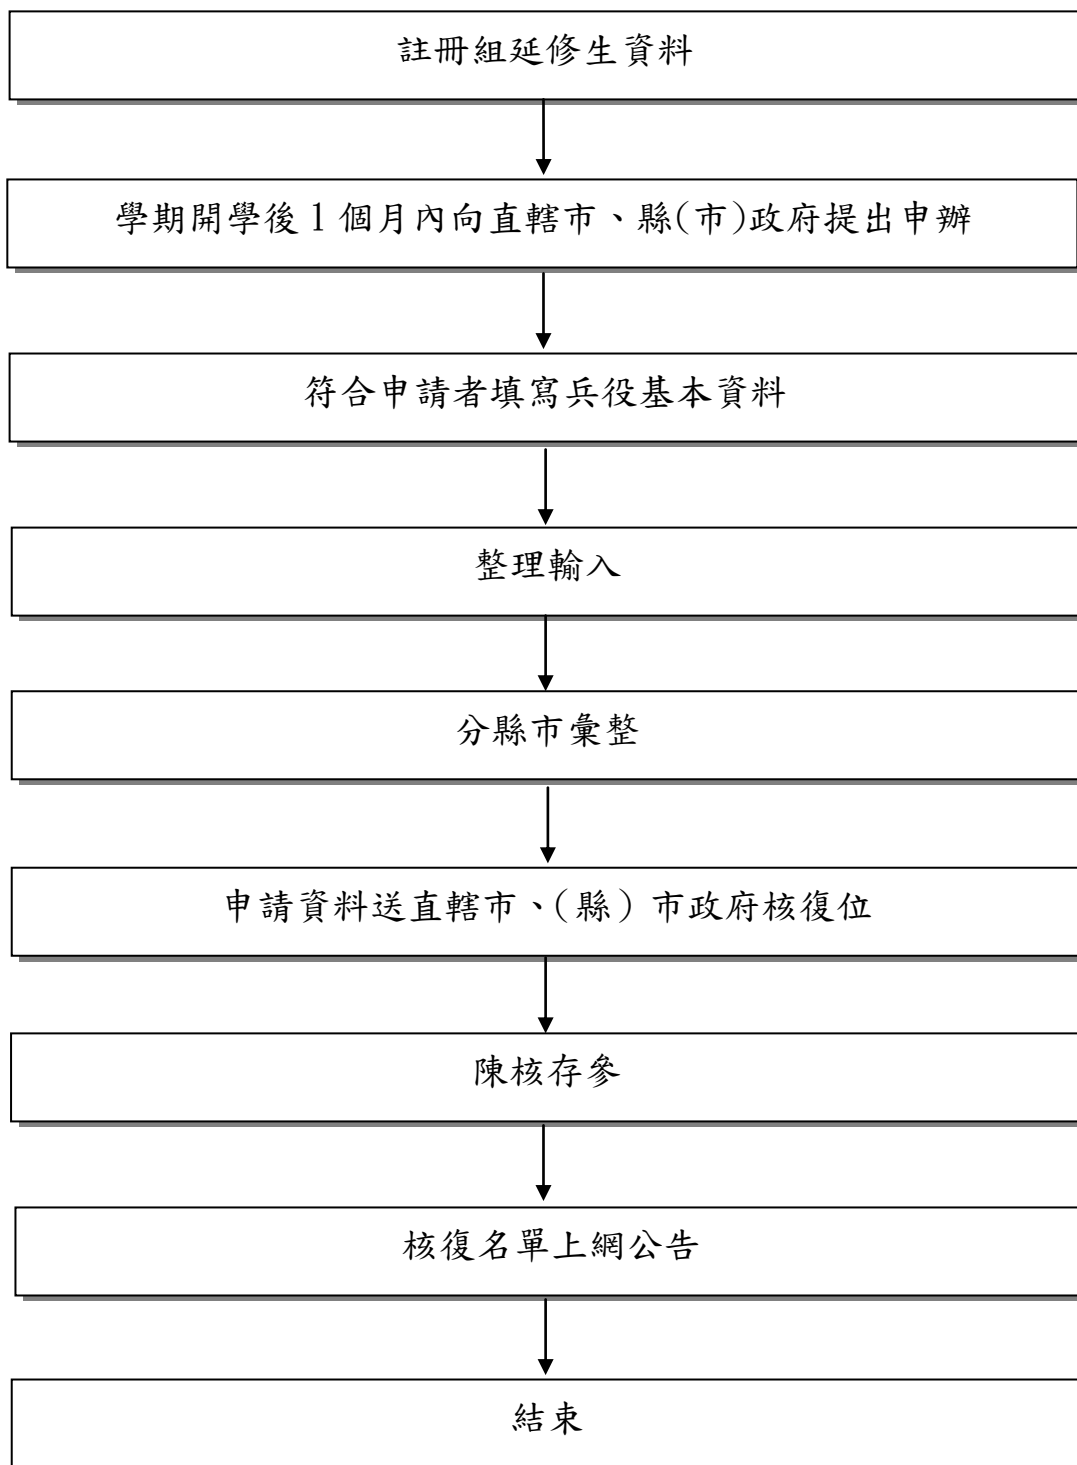 註冊組延修生資料
學期開學後1個月內向直轄市、縣(市)政府提出申辦
符合申請者填寫兵役基本資料
整理輸入
分縣市彙整
申請資料送直轄市、(縣) 市政府核復位
陳核存參
核復名單上網公告
結束